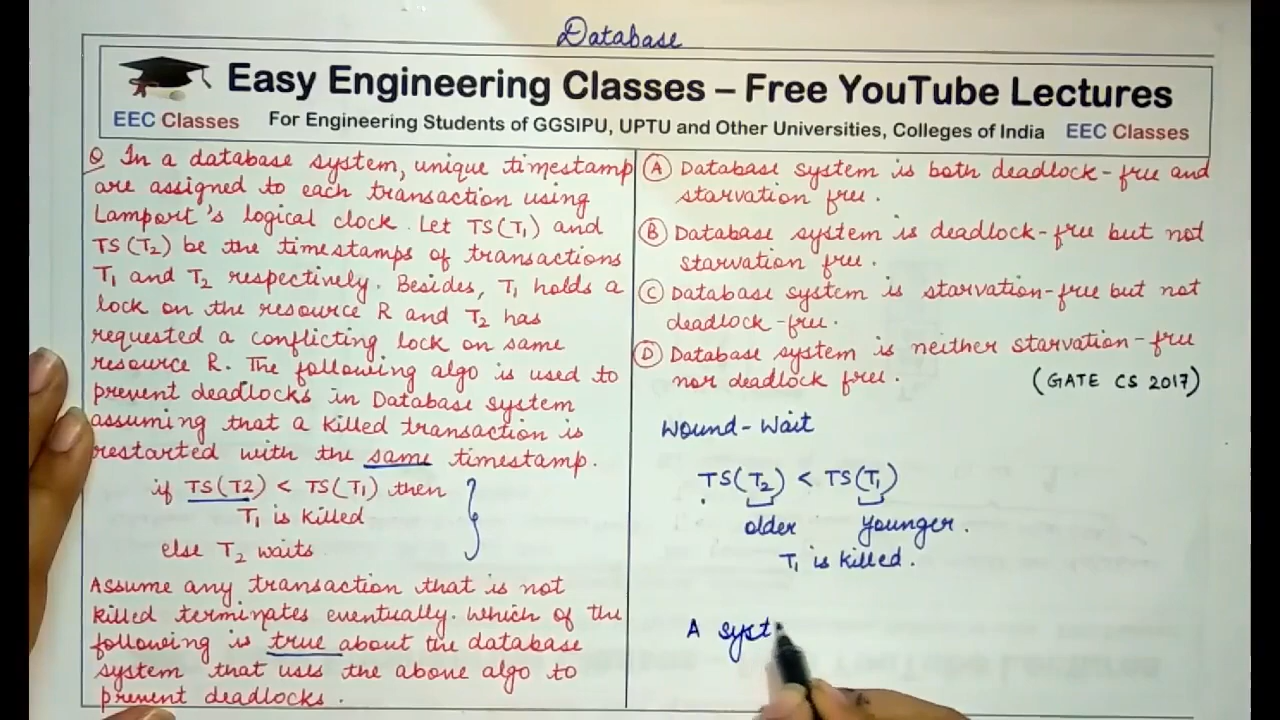 Database
Easy Engineering Classes – Free YouTube Lectures
EEC Classes For Engineering Students of GGSIPU, UPTU and Other Universities, Colleges of India EEC Classes
Q In a database system, unique timestamp
are assigned to each transaction using
Lamport's logical clock. Let TS(T1) and
TS(T2) be the timestamps of transactions
T1 and T2 respectively. Besides, T1 holds a
lock on the resource R and T2 has
requested a conflicting lock on same
resource R. The following algo is used to
prevent deadlocks in Database system
assuming that a killed transaction is
restarted with the same timestamp.
if TS(T2) < TS(T1) then
T1 is killed
else T2 waits
Assume any transaction that is not
killed terminates eventually. Which of the
following is true about the database
system that uses the above algo to
prevent deadlocks.
(A) Database system is both deadlock-free and
starvation free.
(B) Database system is deadlock-free but not
starvation free.
(C) Database system is starvation-free but not
deadlock-free.
(D) Database system is neither starvation-free
nor deadlock free. (GATE CS 2017)
Wound-Wait
TS(T2) < TS(T1)
older younger.
T1 is killed.
A syst